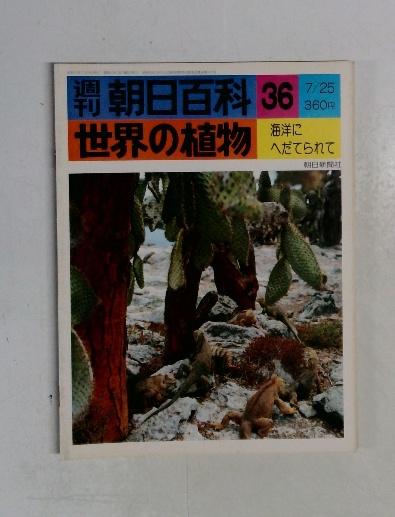 週刊 朝日百科 36 7/25
360円
世界の植物 海洋に
へだてられて
朝日新聞社